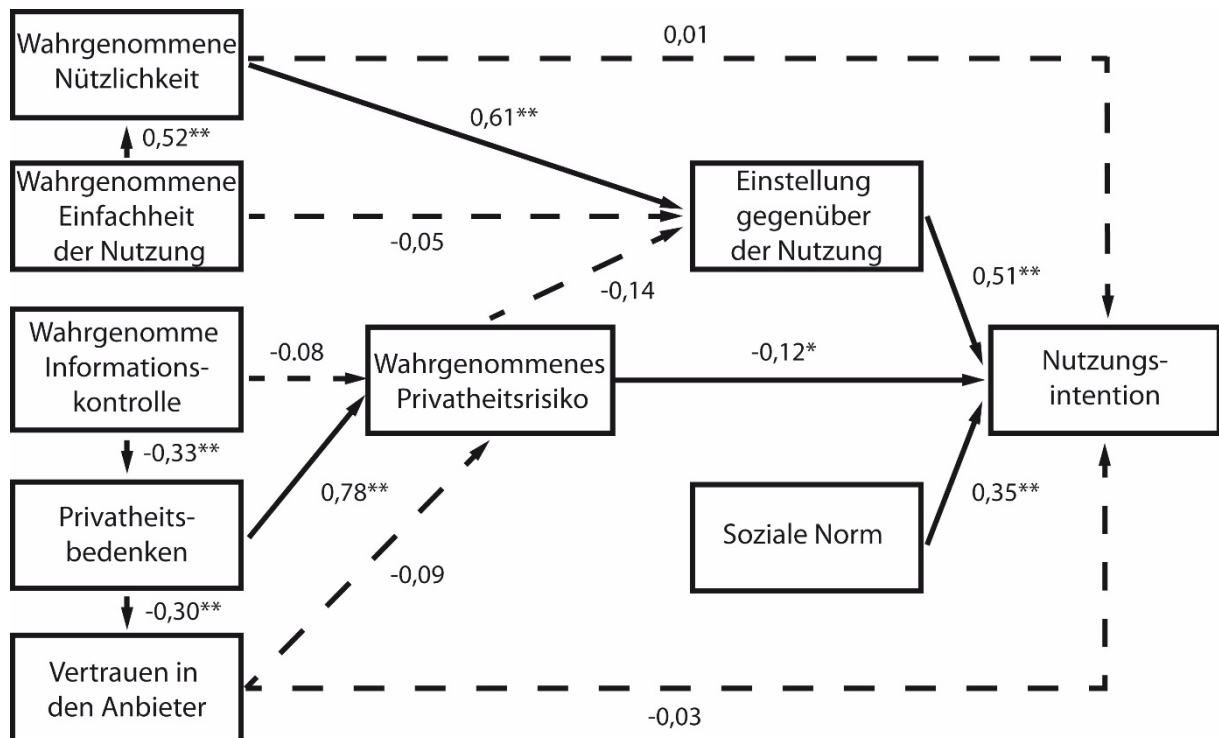 Wahrgenommene
Nützlichkeit
0,01
0,61**
0,52**
Wahrgenommene
Einfachheit
der Nutzung
-0,05
Einstellung
gegenüber
der Nutzung
-0,14
0,51**
Wahrgenomme
Informations-
kontrolle
-0.08
Wahrgenommenes
Privatheitsrisiko
-0,12*
Nutzungs-
intention
-0,33**
Privatheits-
bedenken
0,78**
Soziale Norm
0,35**
-0,09
-0,30**
Vertrauen in
den Anbieter
-0,03